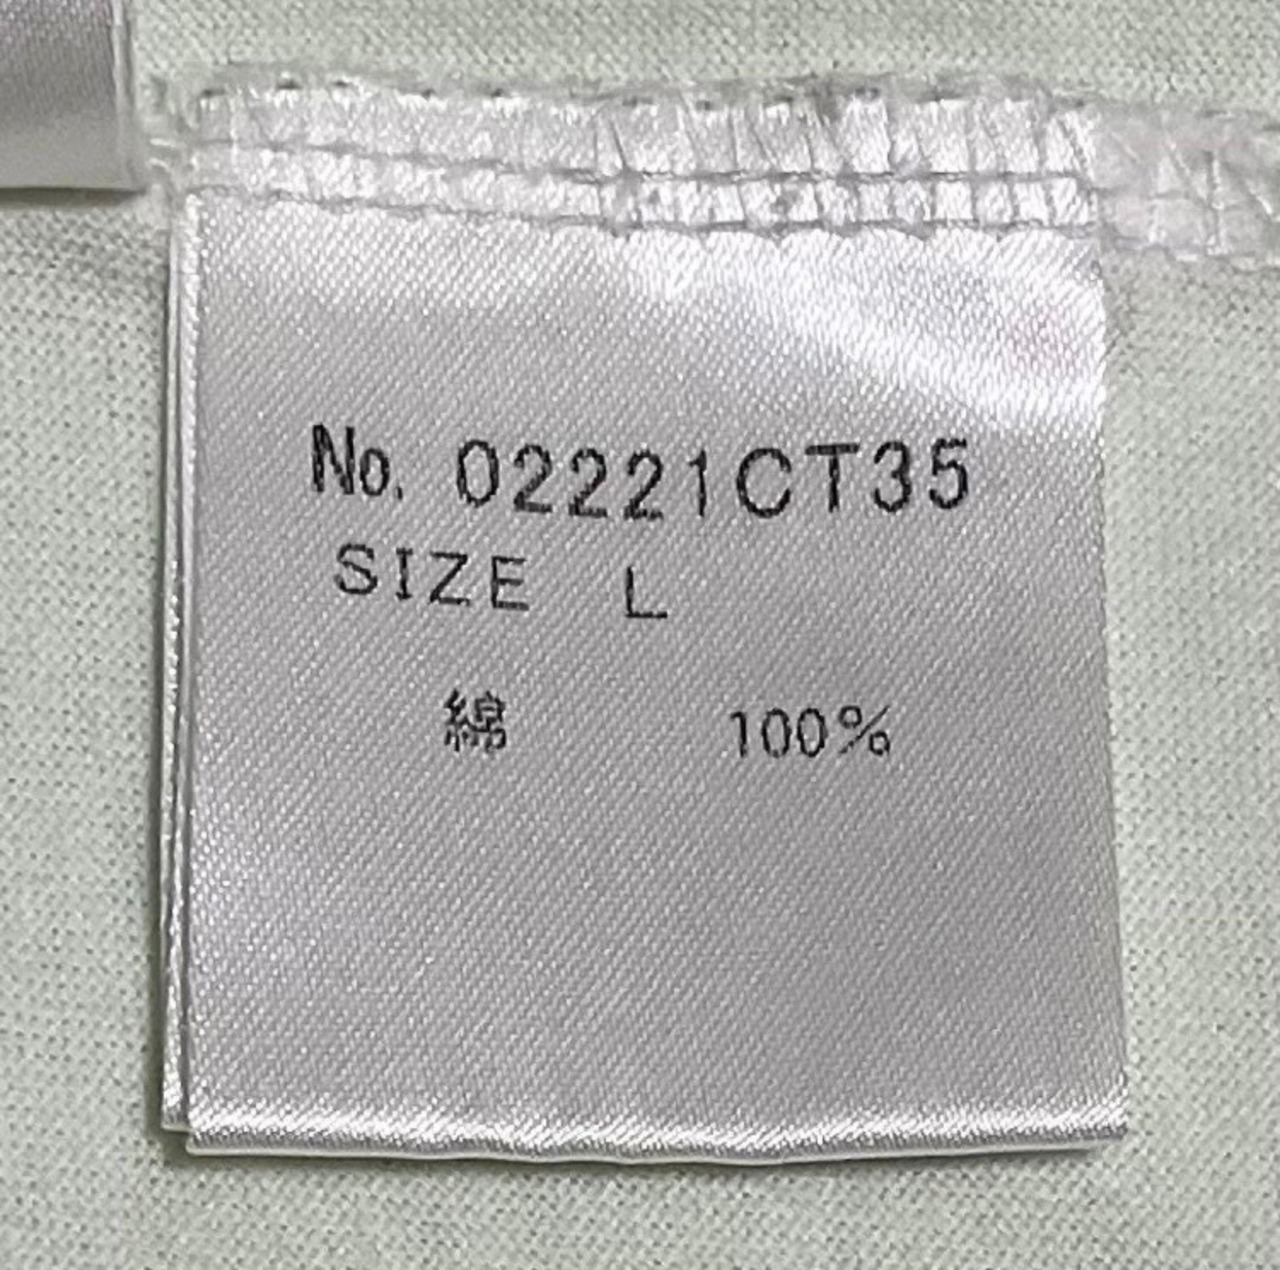 No. 02221CT35
SIZE L
綿 100%